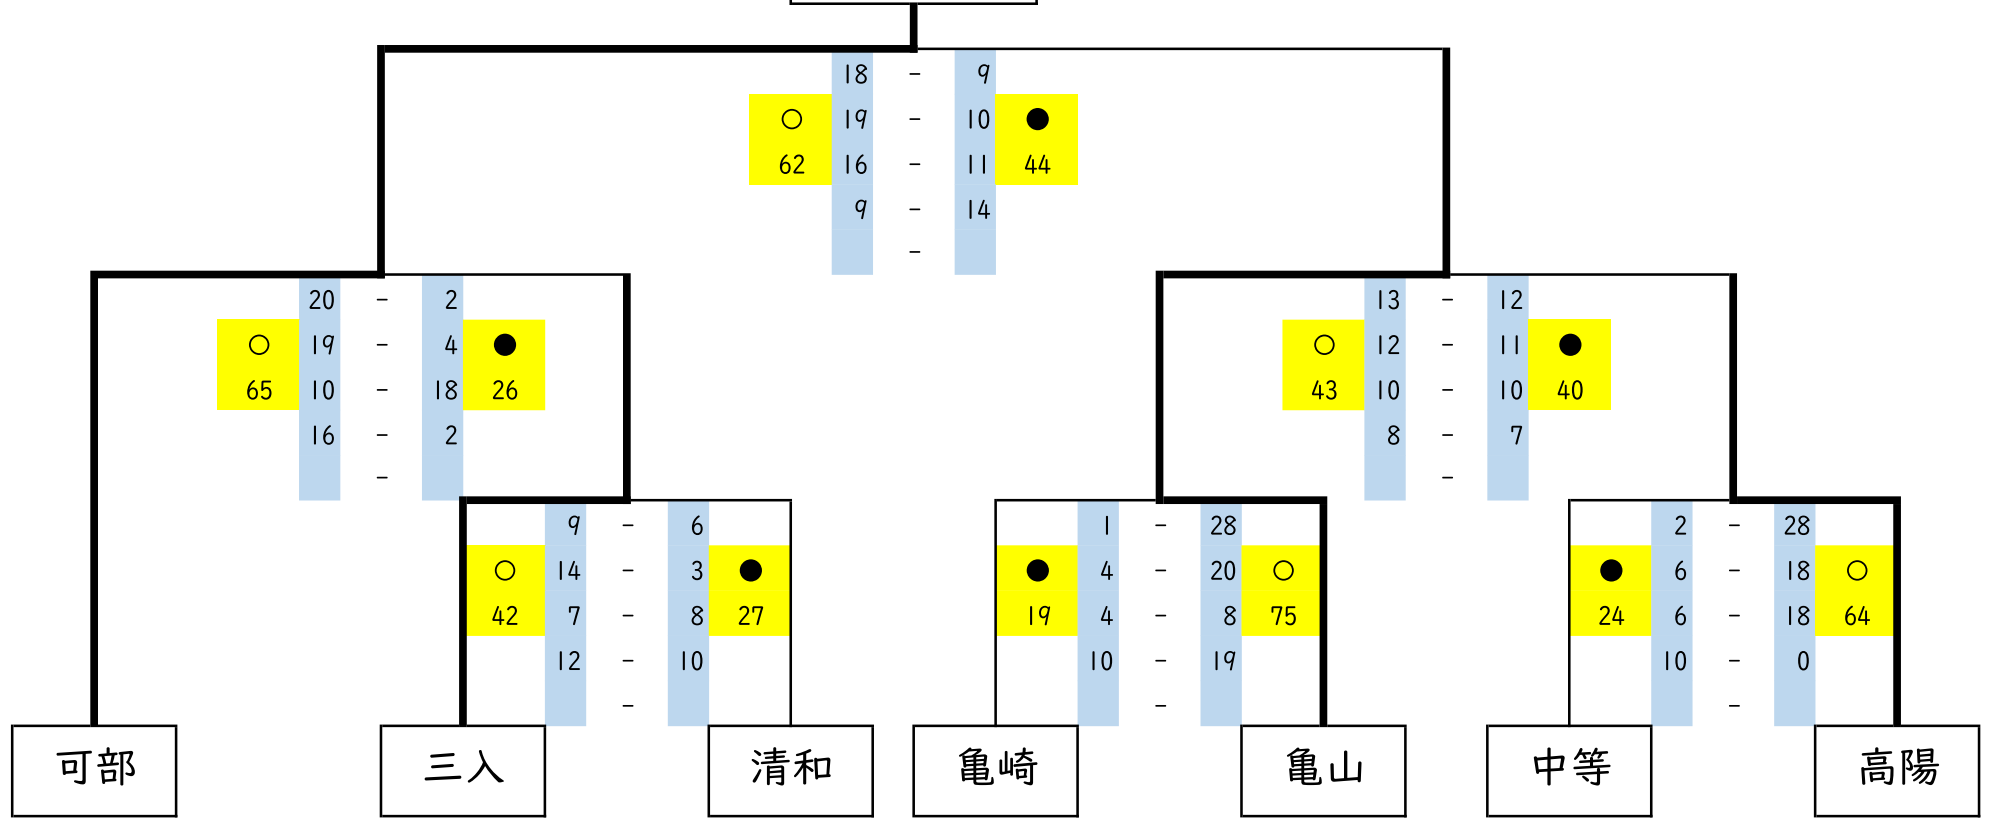 18 - 9
○ 19 - 10 ●
62 16 - 11 44
9 - 14
-
20 - 2 13 - 12
○ 19 - 4 ● ○ 12 - 11 ●
65 10 - 18 26 43 10 - 10 40
16 - 2 8 - 7
- -
9 - 6 1 - 28 2 - 28
○ 14 - 3 ● ● 4 - 20 ○ ● 6 - 18 ○
42 7 - 8 27 19 4 - 8 75 24 6 - 18 64
12 - 10 10 - 19 10 - 0
- - -
可部 三入 清和 亀崎 亀山 中等 高陽